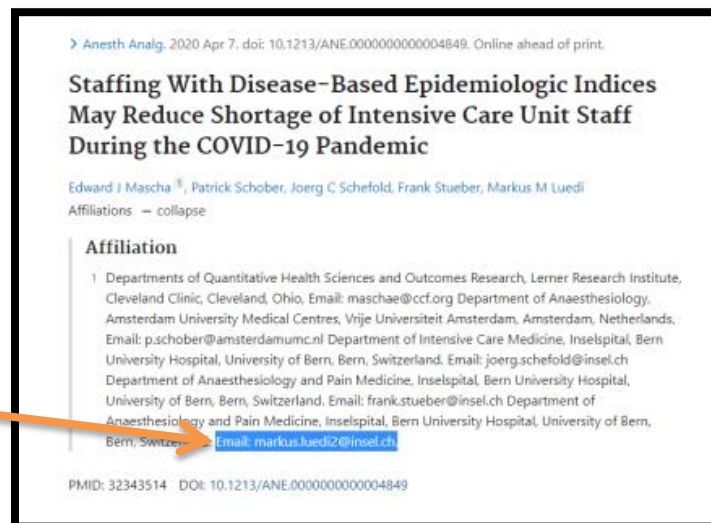 > Anesth Analg. 2020 Apr 7. doi: 10.1213/ANE.0000000000004849. Online ahead of print.
Staffing With Disease-Based Epidemiologic Indices
May Reduce Shortage of Intensive Care Unit Staff
During the COVID-19 Pandemic
Edward J Mascha 1, Patrick Schober, Joerg C Schefold, Frank Stueber, Markus M Luedi
Affiliations – collapse
Affiliation
1 Departments of Quantitative Health Sciences and Outcomes Research, Lerner Research Institute,
Cleveland Clinic, Cleveland, Ohio, Email: maschae@ccf.org Department of Anaesthesiology,
Amsterdam University Medical Centres, Vrije Universiteit Amsterdam, Amsterdam, Netherlands,
Email: p.schober@amsterdamumc.nl Department of Intensive Care Medicine, Inselspital, Bern
University Hospital, University of Bern, Bern, Switzerland. Email: joerg.schefold@insel.ch
Department of Anaesthesiology and Pain Medicine, Inselspital, Bern University Hospital,
University of Bern, Bern, Switzerland. Email: frank.stueber@insel.ch Department of
Anaesthesiology and Pain Medicine, Inselspital, Bern University Hospital, University of Bern,
Bern, Email: markus.luedi2@insel.ch.
PMID: 32343514 DOI: 10.1213/ANE.0000000000004849